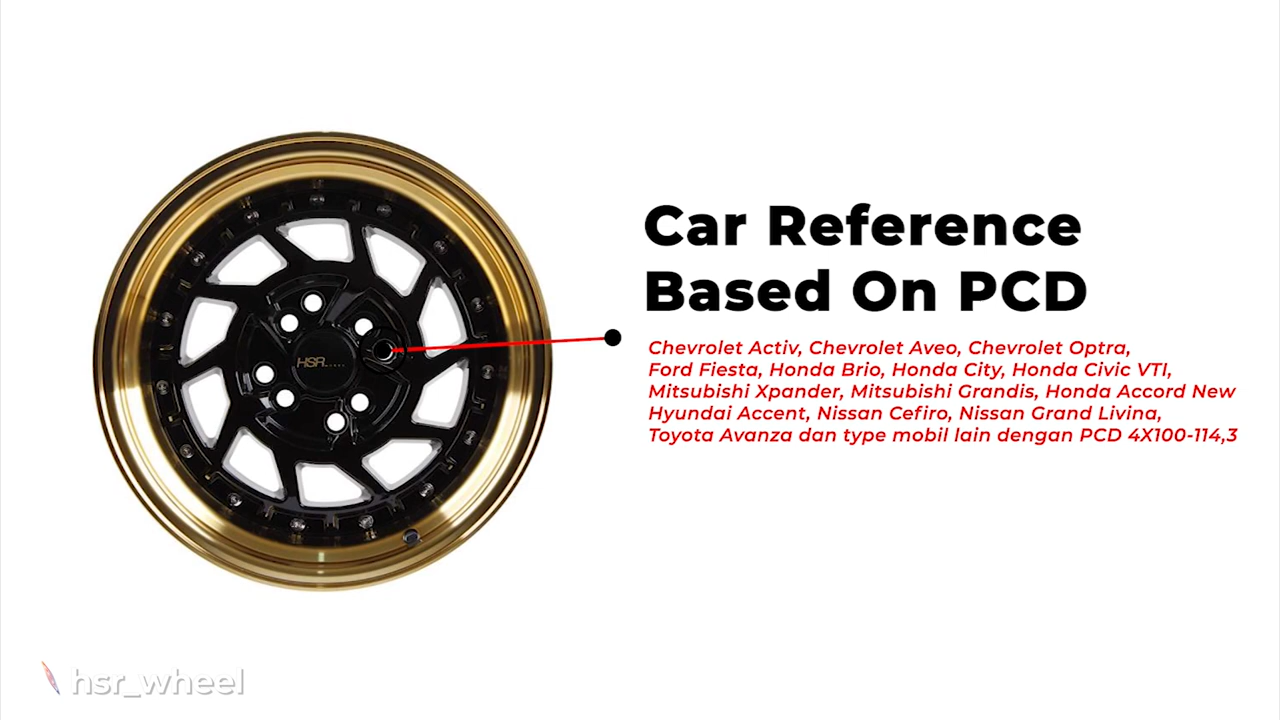 Car Reference
Based On PCD
Chevrolet Activ, Chevrolet Aveo, Chevrolet Optra,
Ford Fiesta, Honda Brio, Honda City, Honda Civic VTI,
Mitsubishi Xpander, Mitsubishi Grandis, Honda Accord New
Hyundai Accent, Nissan Cefiro, Nissan Grand Livina,
Toyota Avanza dan type mobil lain dengan PCD 4X100-114,3
HSR
hsr_wheel